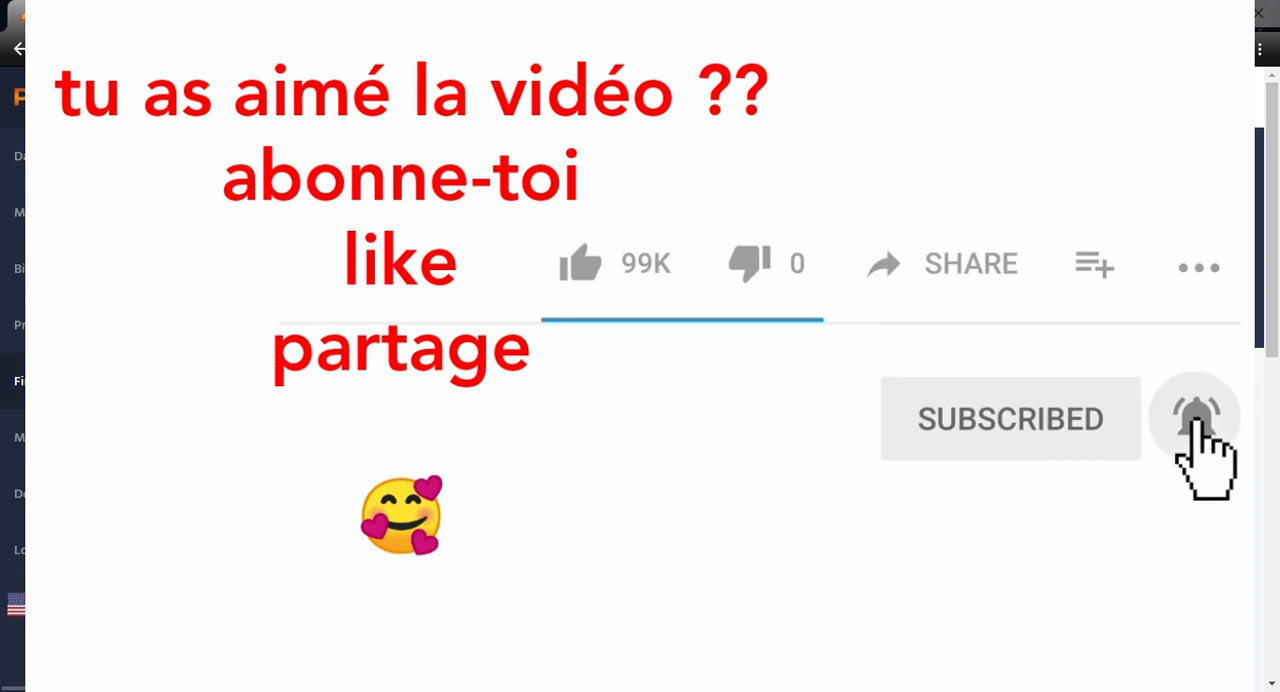 tu as aimé la vidéo ??
abonne-toi
like
partage
99K
0
SHARE
SUBSCRIBED